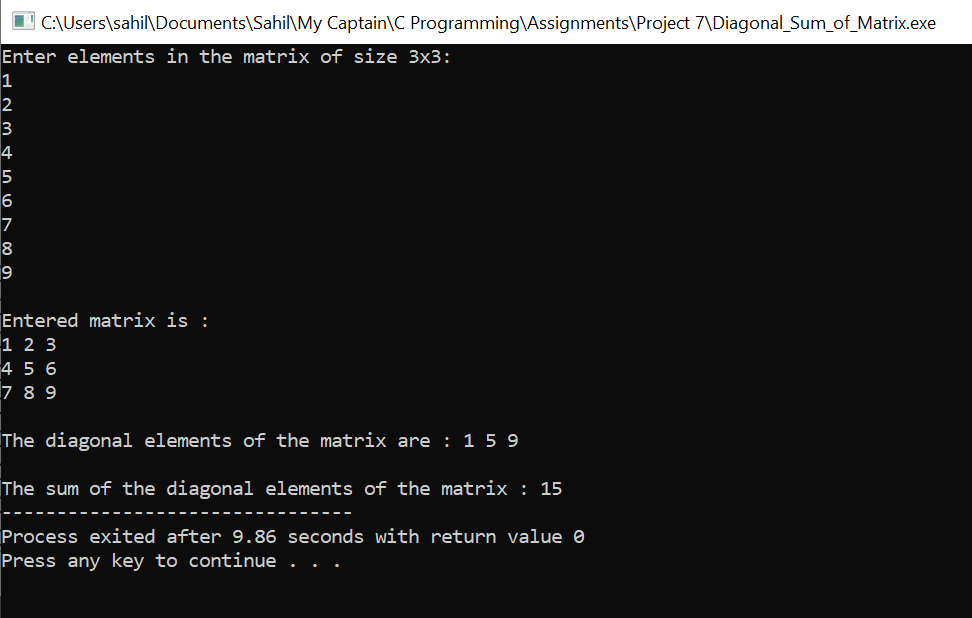 C:\Users\sahil\Documents\Sahil\My Captain\C Programming\Assignments\Project 7\Diagonal_Sum_of_Matrix.exe
Enter elements in the matrix of size 3x3:
1
2
3
4
5
6
7
8
9
Entered matrix is :
1 2 3
4 5 6
7 8 9
The diagonal elements of the matrix are : 1 5 9
The sum of the diagonal elements of the matrix : 15
--------------------------------
Process exited after 9.86 seconds with return value 0
Press any key to continue . . .